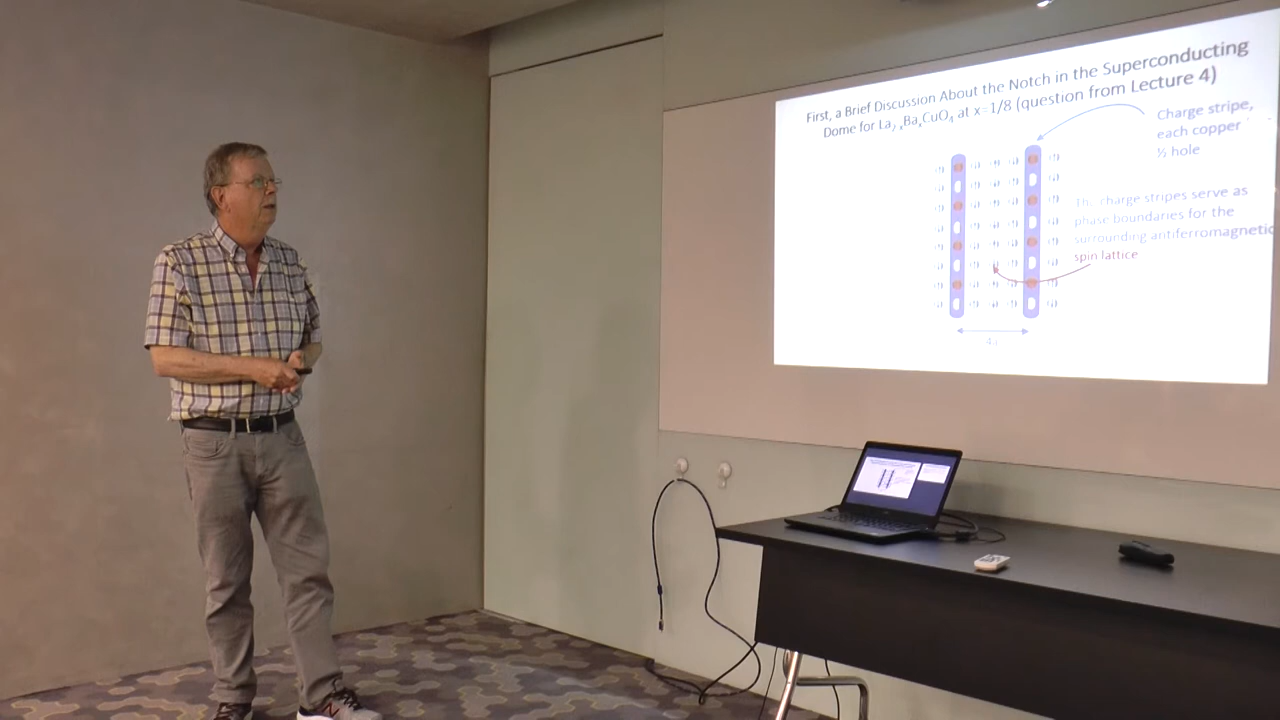 First, a Brief Discussion About the Notch in the Superconducting
Dome for La₂₋ₓBaₓCuO₄ at x=1/8 (question from Lecture 4)
Charge stripe,
each copper
½ hole
The charge stripes serve as
phase boundaries for the
surrounding antiferromagnetic
spin lattice